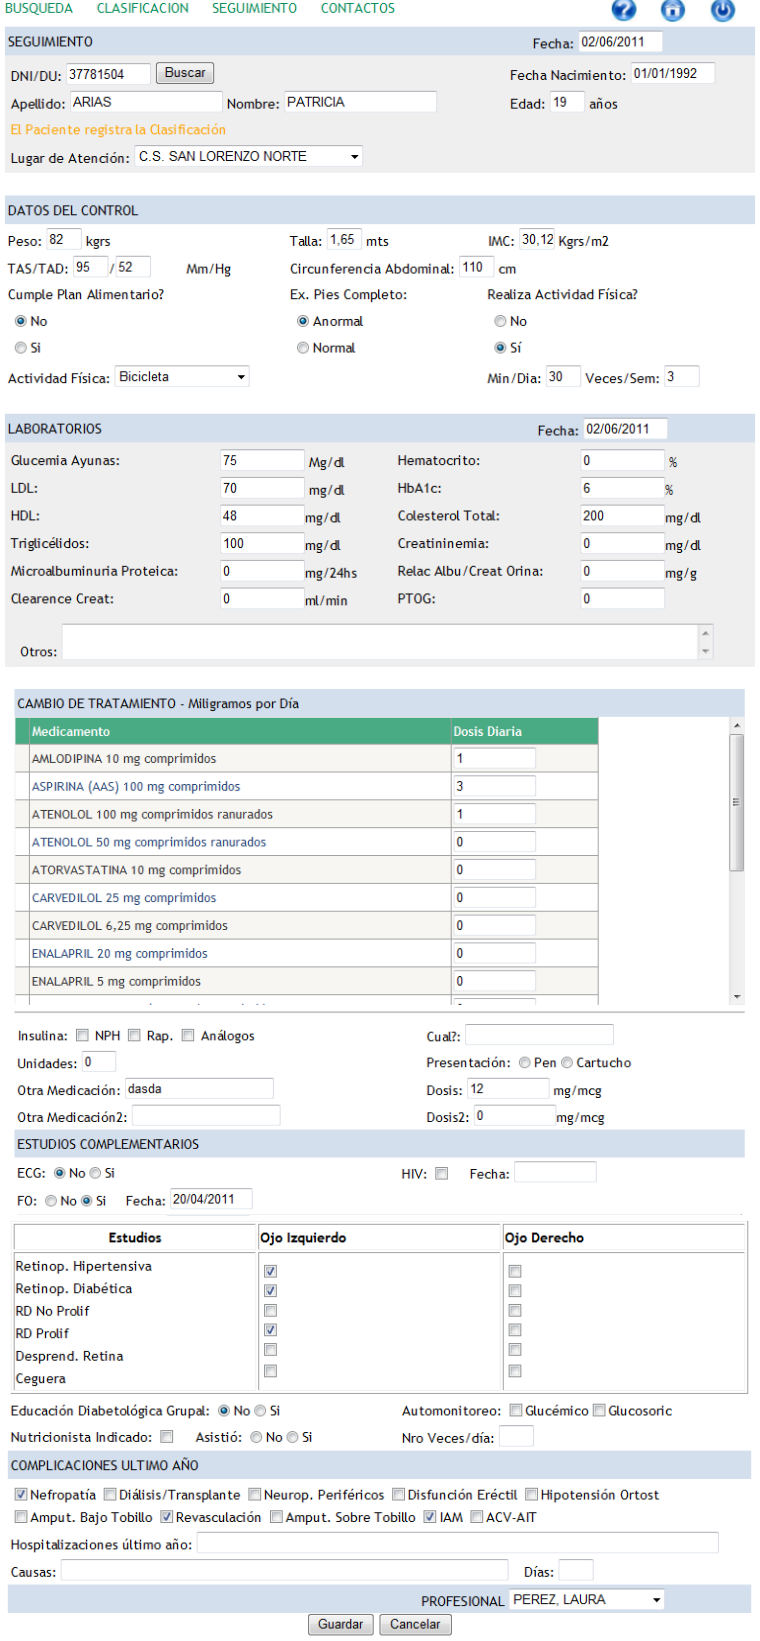 BUSQUEDA CLASIFICACION SEGUIMIENTO CONTACTOS ?
SEGUIMIENTO Fecha: 02/06/2011
DNI/DU: 37781504 Buscar Fecha Nacimiento: 01/01/1992
Apellido: ARIAS Nombre: PATRICIA Edad: 19 años
El Paciente registra la Clasificación
Lugar de Atención: C.S. SAN LORENZO NORTE
DATOS DEL CONTROL
Peso: 82 kgrs Talla: 1,65 mts IMC: 30,12 Kgrs/m2
TAS/TAD: 95 / 52 Mm/Hg Circunferencia Abdominal: 110 cm
Cumple Plan Alimentario? Ex. Pies Completo: Realiza Actividad Física?
No Anormal No
Si Normal Sí
Actividad Física: Bicicleta Min/Dia: 30 Veces/Sem: 3
LABORATORIOS Fecha: 02/06/2011
Glucemia Ayunas: 75 Mg/dl Hematocrito: 0 %
LDL: 70 mg/dl HbA1c: 6 %
HDL: 48 mg/dl Colesterol Total: 200 mg/dl
Triglicélidos: 100 mg/dl Creatininemia: 0 mg/dl
Microalbuminuria Proteica: 0 mg/24hs Relac Albu/Creat Orina: 0 mg/g
Clearence Creat: 0 ml/min PTOG: 0
Otros:
CAMBIO DE TRATAMIENTO - Miligramos por Día
Medicamento Dosis Diaria
AMLODIPINA 10 mg comprimidos 1
ASPIRINA (AAS) 100 mg comprimidos 3
ATENOLOL 100 mg comprimidos ranurados 1
ATENOLOL 50 mg comprimidos ranurados 0
ATORVASTATINA 10 mg comprimidos 0
CARVEDILOL 25 mg comprimidos 0
CARVEDILOL 6,25 mg comprimidos 0
ENALAPRIL 20 mg comprimidos 0
ENALAPRIL 5 mg comprimidos 0
Insulina: NPH Rap. Análogos Cual?:
Unidades: 0 Presentación: Pen Cartucho
Otra Medicación: dasda Dosis: 12 mg/mcg
Otra Medicación2: Dosis2: 0 mg/mcg
ESTUDIOS COMPLEMENTARIOS
ECG: No Si HIV: Fecha:
FO: No Si Fecha: 20/04/2011
Estudios Ojo Izquierdo Ojo Derecho
Retinop. Hipertensiva
Retinop. Diabética
RD No Prolif
RD Prolif
Desprend. Retina
Ceguera
Educación Diabetológica Grupal: No Si Automonitoreo: Glucémico Glucosoric
Nutricionista Indicado: Asistió: No Si Nro Veces/día:
COMPLICACIONES ULTIMO AÑO
Nefropatía Diálisis/Transplante Neurop. Periféricos Disfunción Eréctil Hipotensión Ortost
Amput. Bajo Tobillo Revasculación Amput. Sobre Tobillo IAM ACV-AIT
Hospitalizaciones último año:
Causas: Días:
PROFESIONAL PEREZ, LAURA
Guardar Cancelar